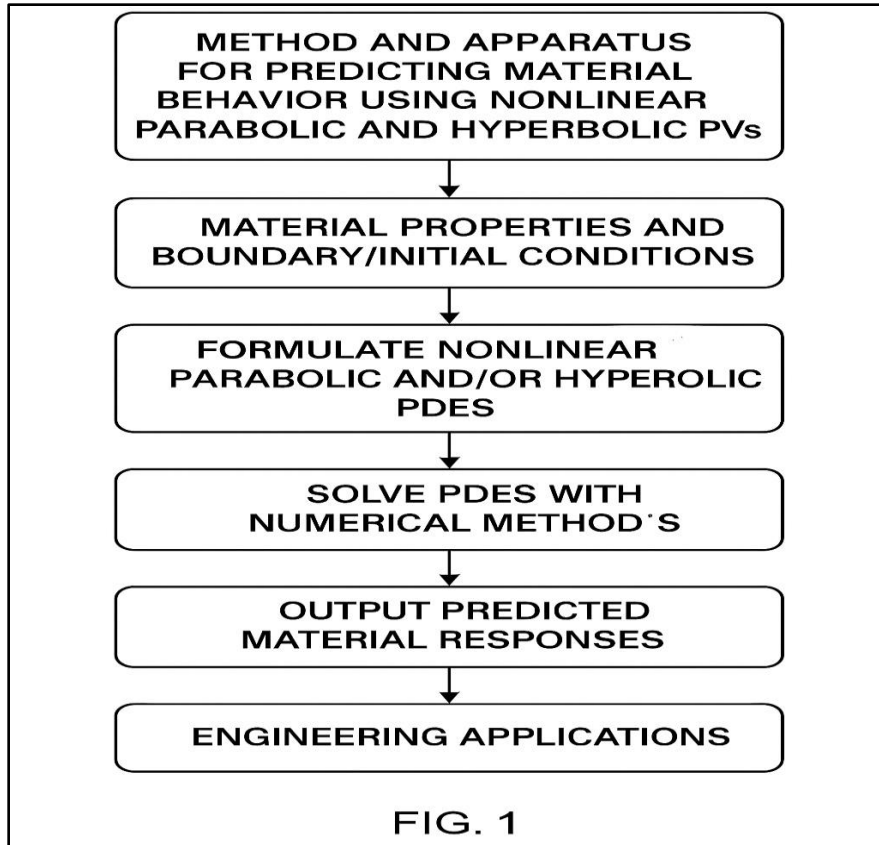 METHOD AND APPARATUS
FOR PREDICTING MATERIAL
BEHAVIOR USING NONLINEAR
PARABOLIC AND HYPERBOLIC PVs
MATERIAL PROPERTIES AND
BOUNDARY/INITIAL CONDITIONS
FORMULATE NONLINEAR
PARABOLIC AND/OR HYPEROLIC
PDES
SOLVE PDES WITH
NUMERICAL METHOD'S
OUTPUT PREDICTED
MATERIAL RESPONSES
ENGINEERING APPLICATIONS
FIG. 1